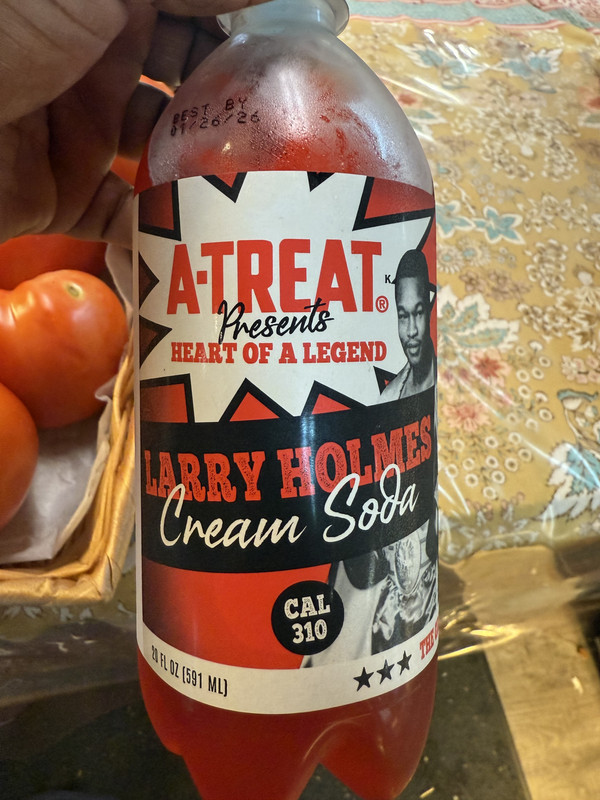 BEST BY
01/26/26
A-TREAT®
K
Presents
HEART OF A LEGEND
LARRY HOLMES
Cream Soda
CAL
310
20 FL OZ (591 ML)
THE